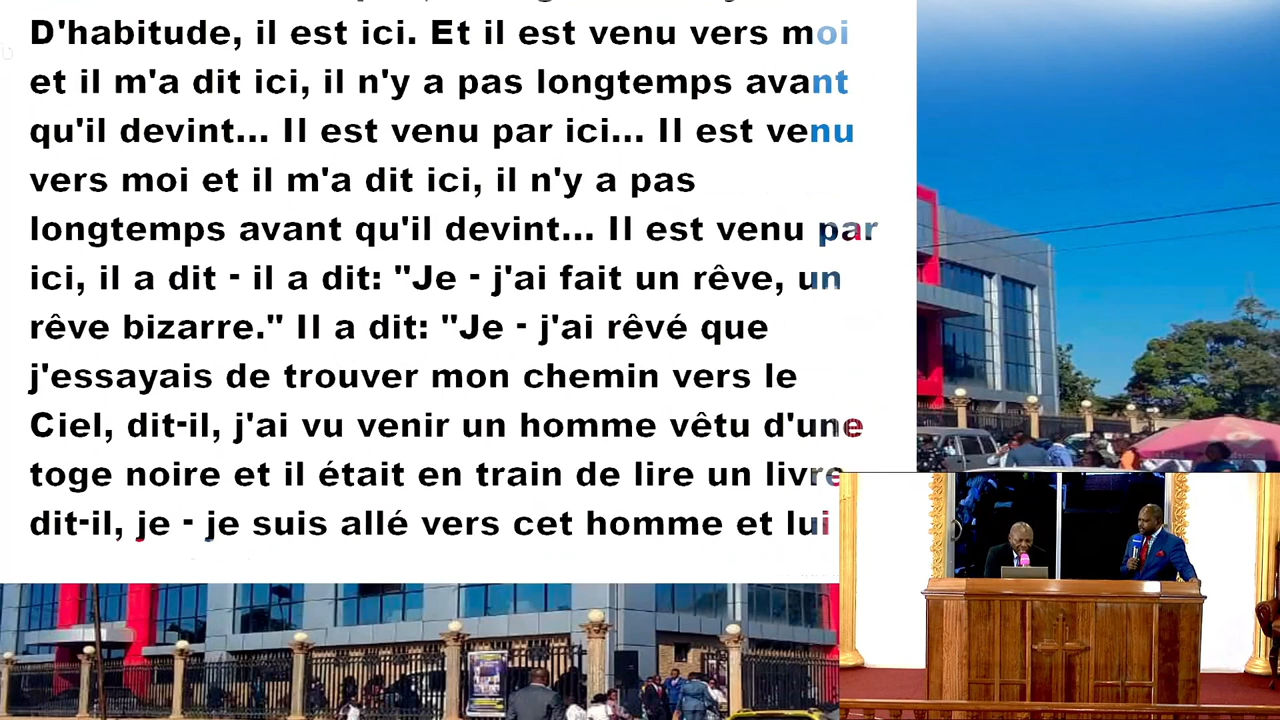 D'habitude, il est ici. Et il est venu vers moi
et il m'a dit ici, il n'y a pas longtemps avant
qu'il devint... Il est venu par ici... Il est venu
vers moi et il m'a dit ici, il n'y a pas
longtemps avant qu'il devint... Il est venu par
ici, il a dit - il a dit: "Je - j'ai fait un rêve, un
rêve bizarre." Il a dit: "Je - j'ai rêvé que
j'essayais de trouver mon chemin vers le
Ciel, dit-il, j'ai vu venir un homme vêtu d'une
toge noire et il était en train de lire un livre
dit-il, je - je suis allé vers cet homme et lui